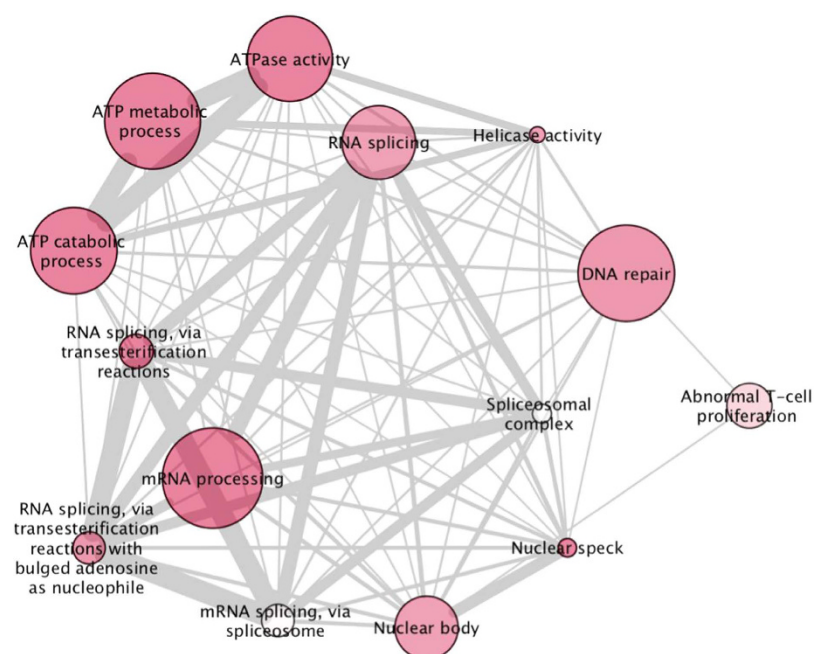 ATPase activity
ATP metabolic
process
RNA splicing
Helicase activity
ATP catabolic
process
DNA repair
RNA splicing, via
transesterification
reactions
Abnormal T-cell
proliferation
Spliceosomal
complex
mRNA processing
RNA splicing, via
transesterification
reactions with
bulged adenosine
as nucleophile
Nuclear speck
mRNA splicing, via
spliceosome
Nuclear body